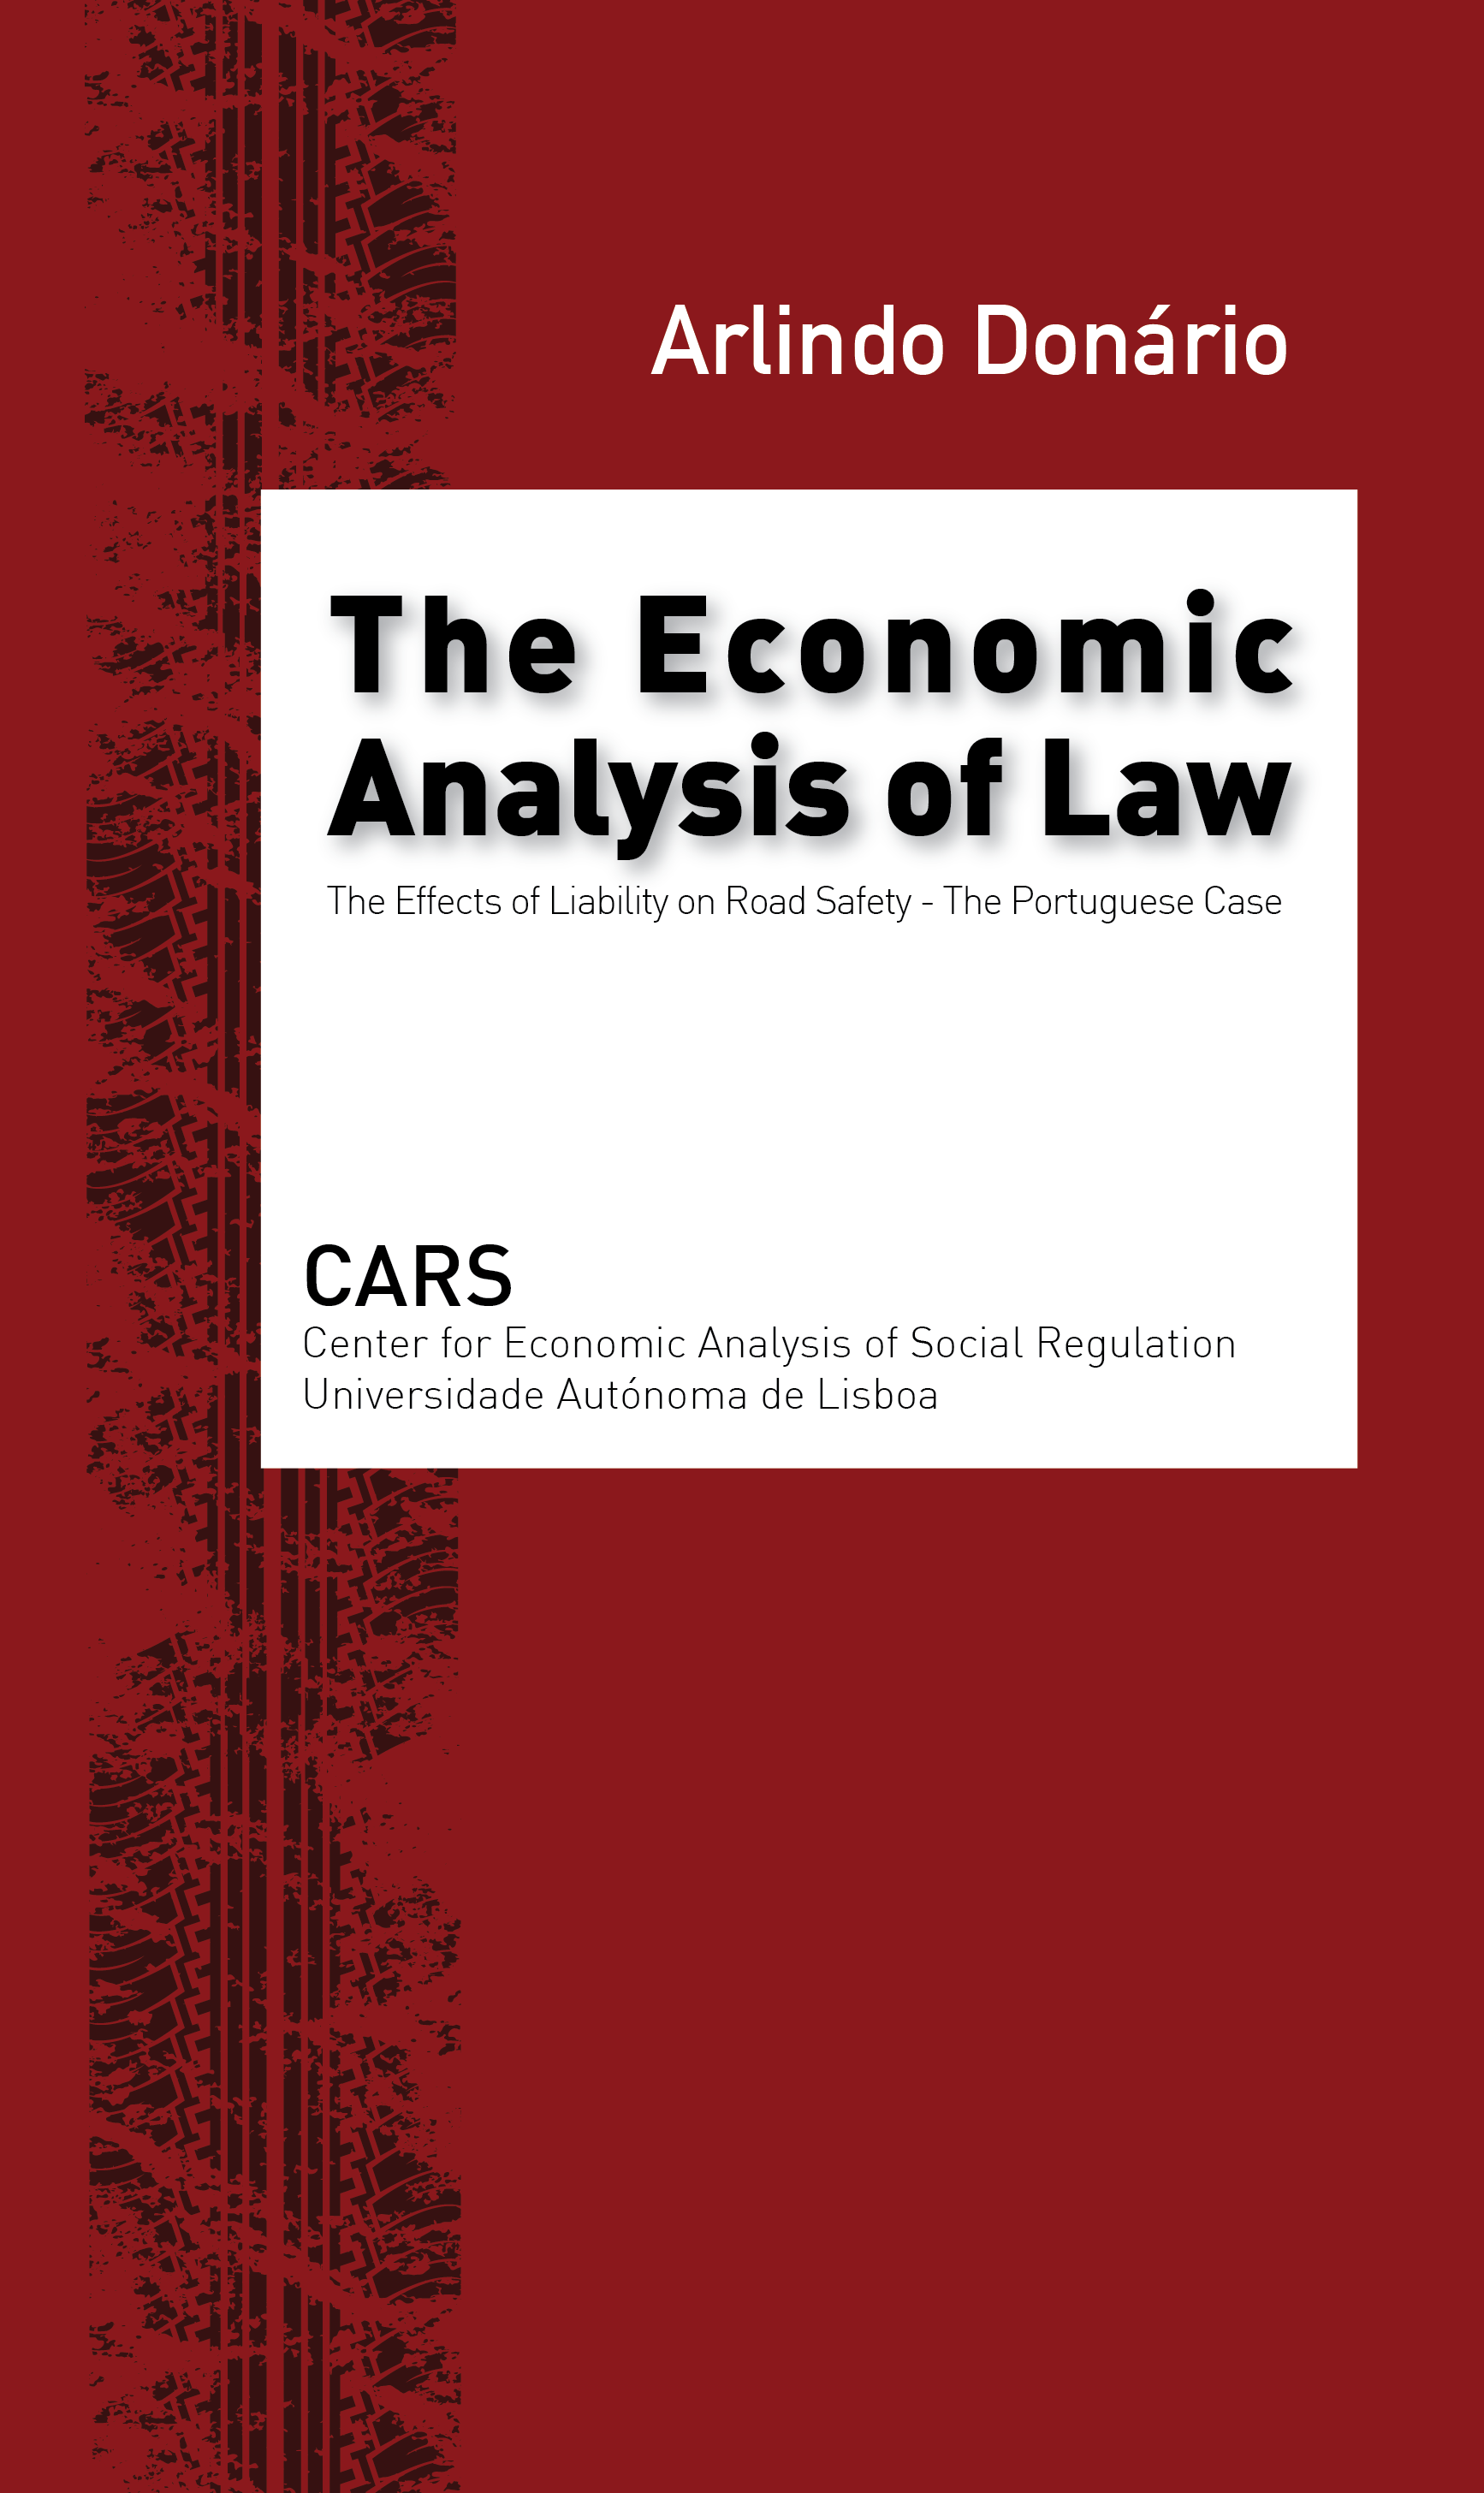 Arlindo Donário
The Economic
Analysis of Law
The Effects of Liability on Road Safety - The Portuguese Case
CARS
Center for Economic Analysis of Social Regulation
Universidade Autónoma de Lisboa